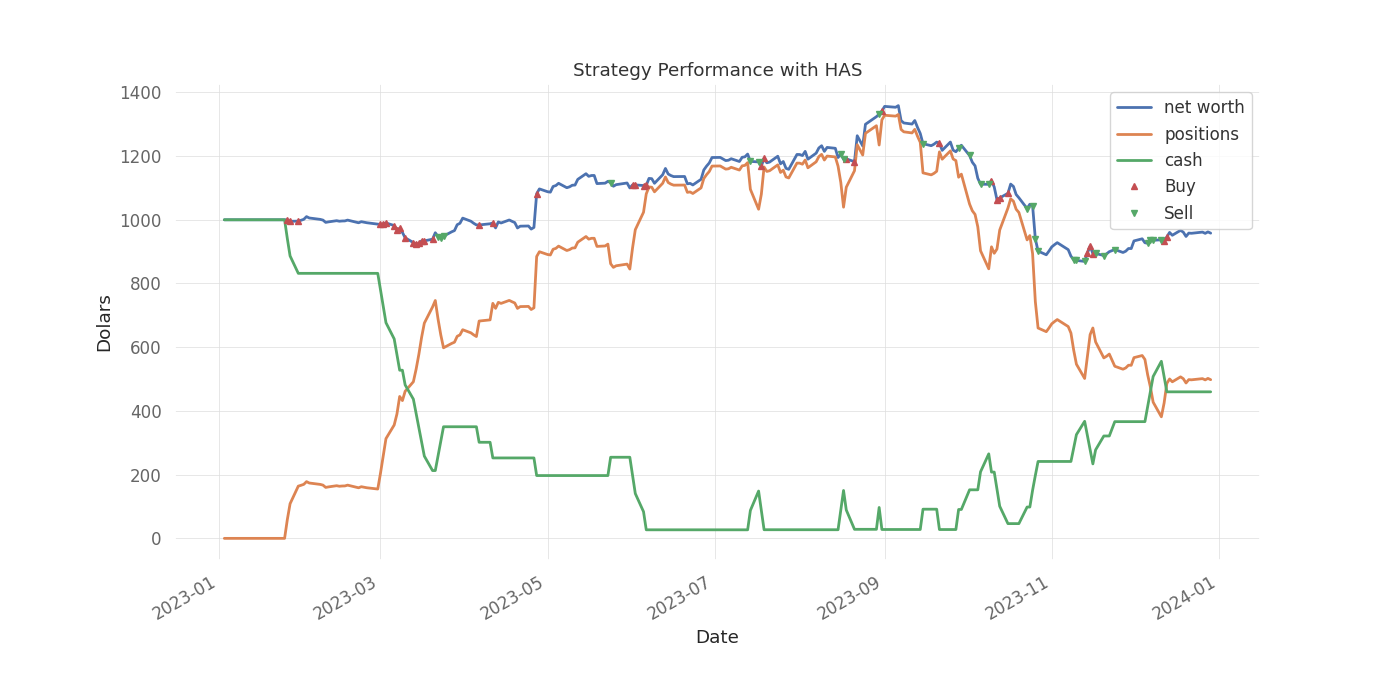 Strategy Performance with HAS
1400
1200
1000
800
600
400
200
0
Dolars
net worth
positions
cash
Buy
Sell
2023-01
2023-03
2023-05
2023-07
2023-09
2023-11
2024-01
Date